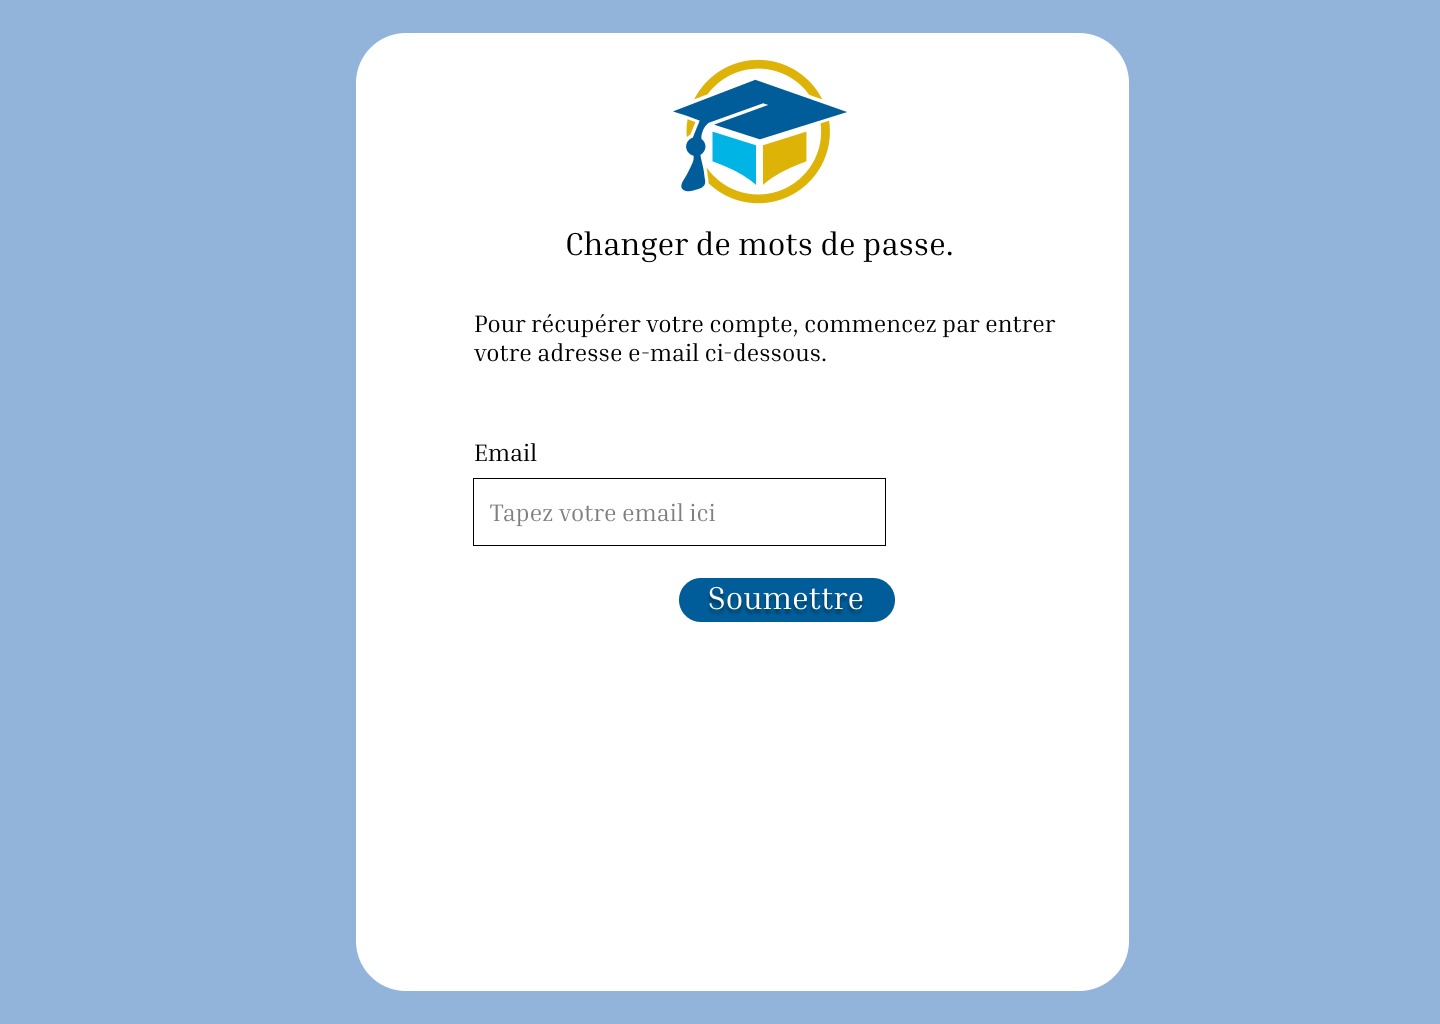 Changer de mots de passe.
Pour récupérer votre compte, commencez par entrer
votre adresse e-mail ci-dessous.
Email
Tapez votre email ici
Soumettre